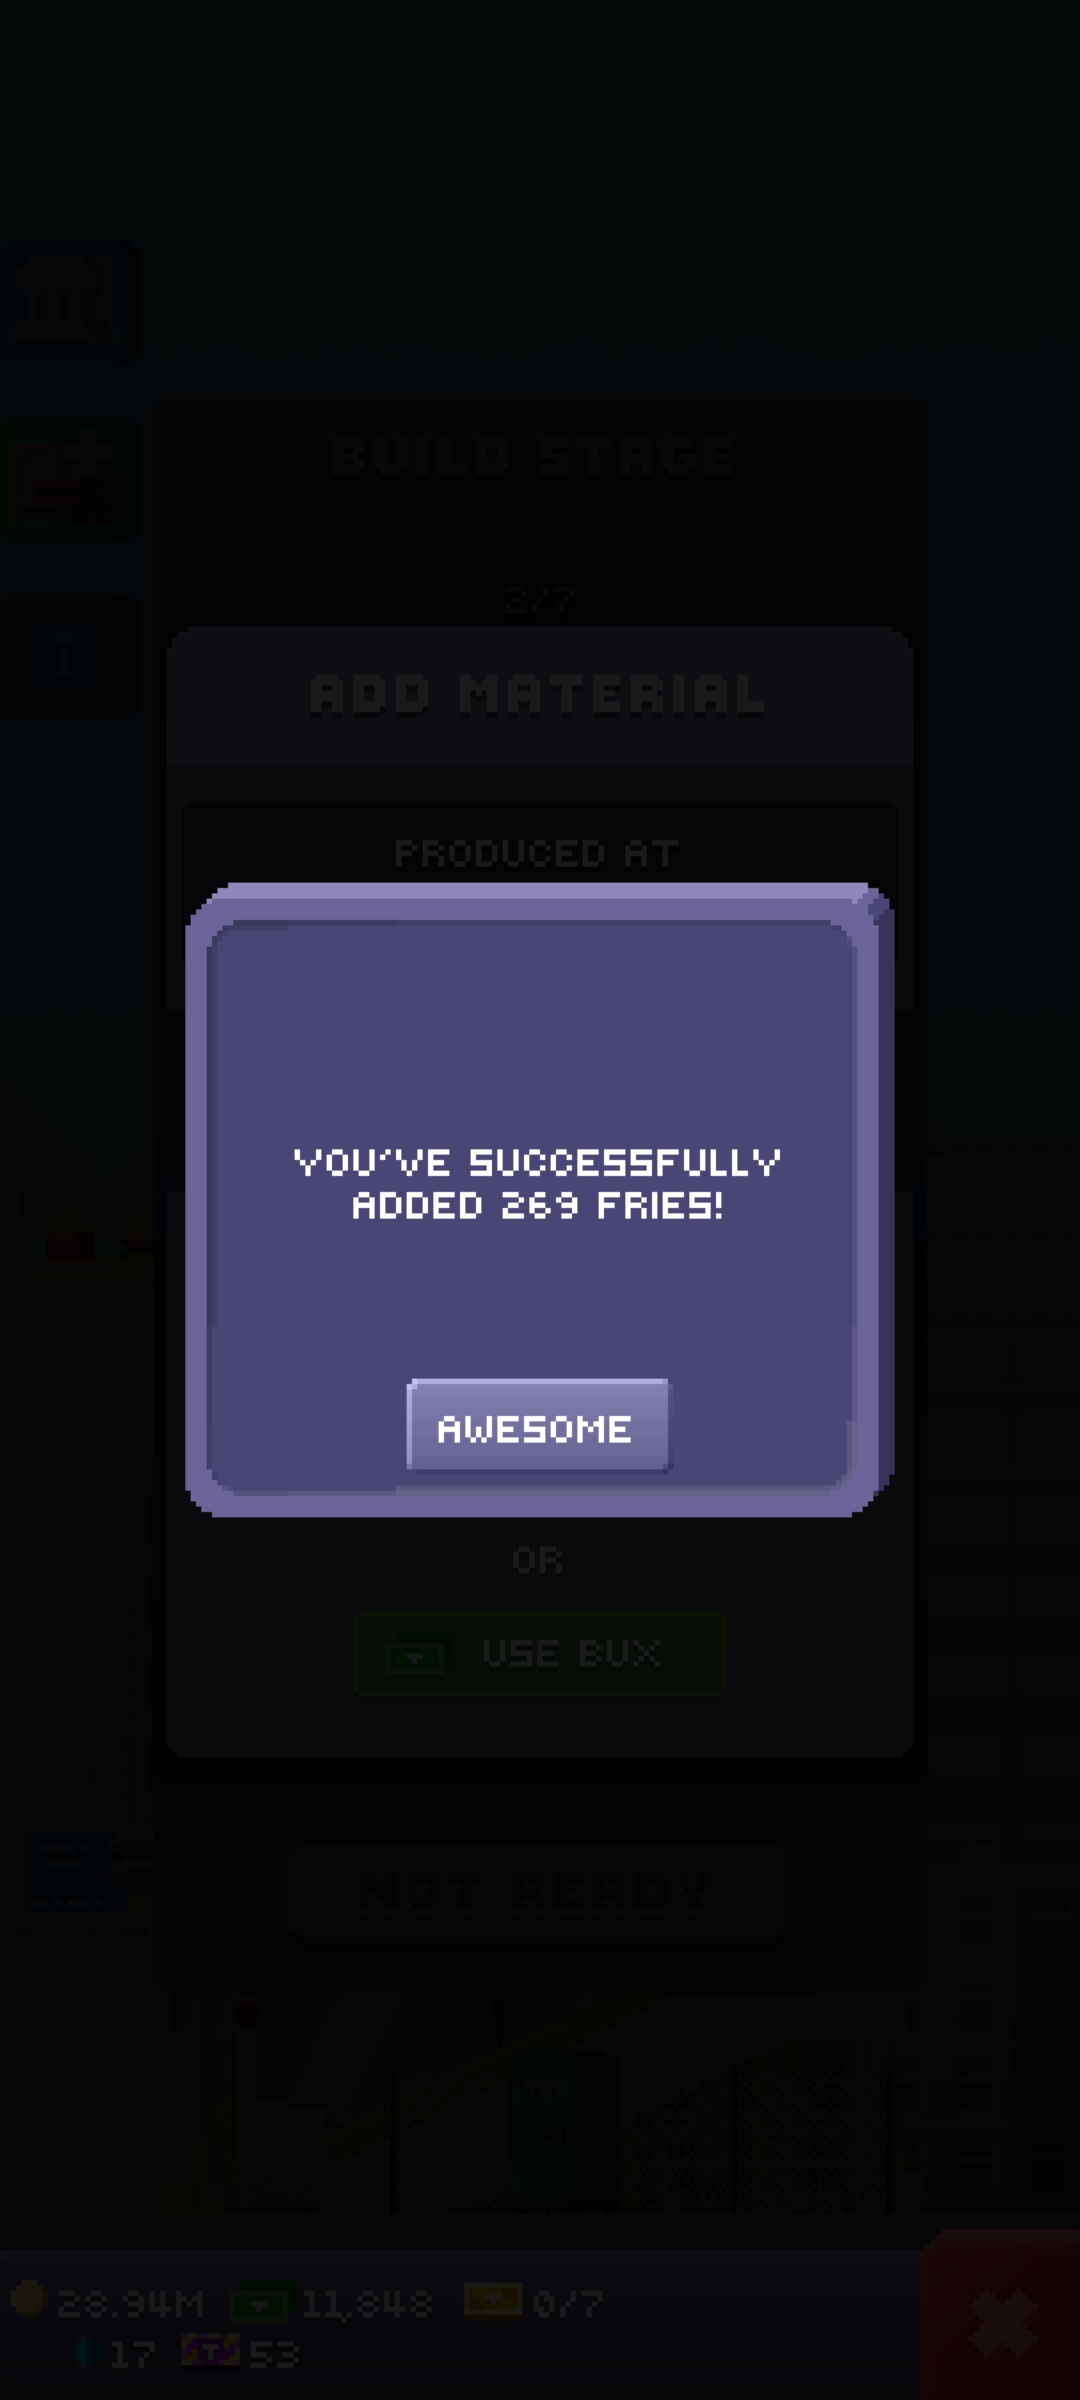 BUILD STAGE
2/7
ADD MATERIAL
PRODUCED AT
YOU'VE SUCCESSFULLY
ADDED 269 FRIES!
AWESOME
OR
USE BUX
NOT READY
28.94M 11,848 0/7
17 53